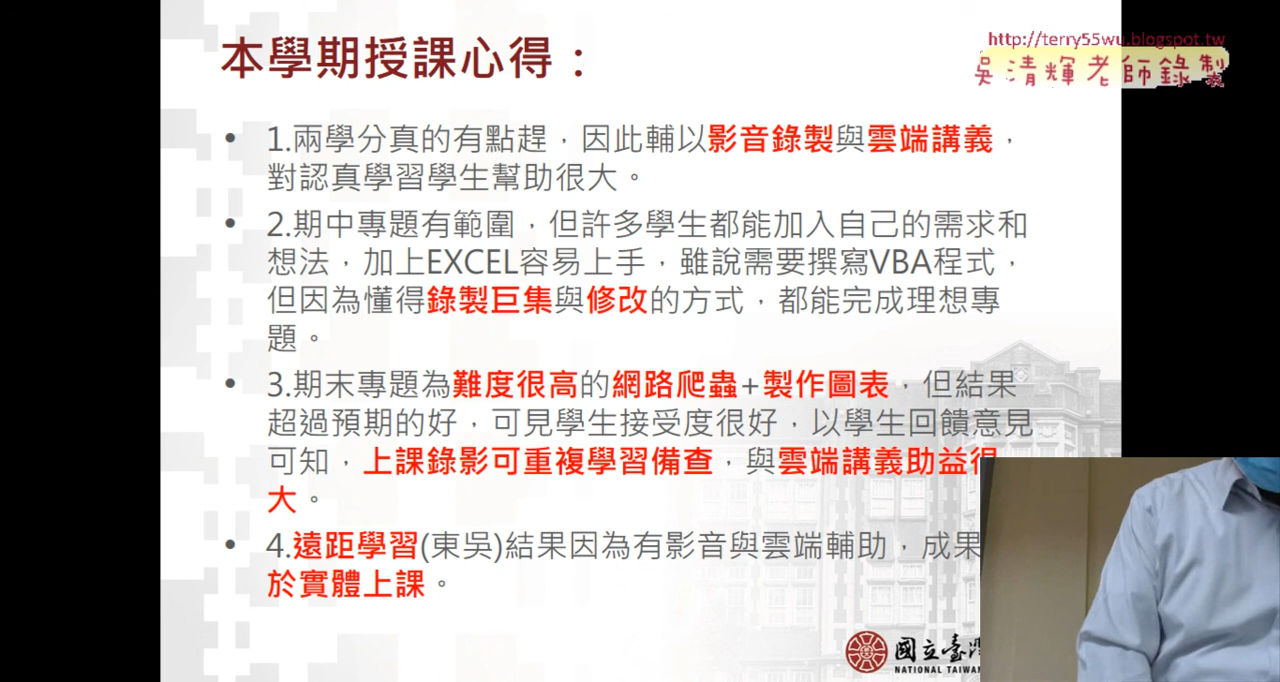 本學期授課心得：
http://terry55wu.blogspot.tw
吳清輝老師錄製
• 1.兩學分真的有點趕，因此輔以影音錄製與雲端講義，
對認真學習學生幫助很大。
• 2.期中專題有範圍，但許多學生都能加入自己的需求和
想法，加上EXCEL容易上手，雖說需要撰寫VBA程式，
但因為懂得錄製巨集與修改的方式，都能完成理想專
題。
• 3.期末專題為難度很高的網路爬蟲+製作圖表，但結果
超過預期的好，可見學生接受度很好，以學生回饋意見
可知，上課錄影可重複學習備查，與雲端講義助益很
大。
• 4.遠距學習(東吳)結果因為有影音與雲端輔助，成果
於實體上課。
國立臺灣
NATIONAL TAIWAN